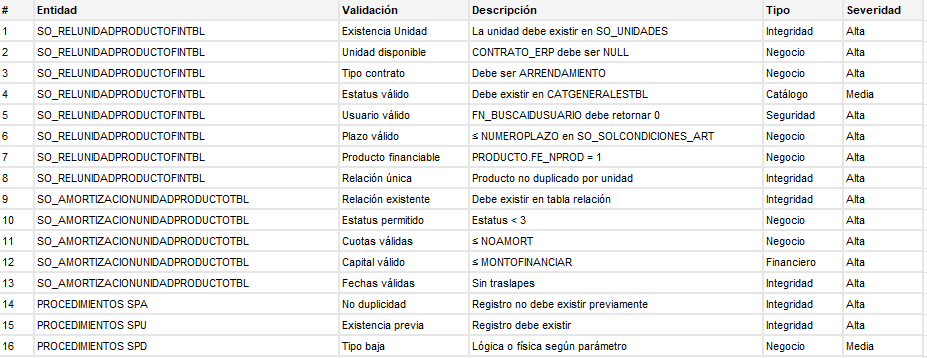 # Entidad Validación Descripción Tipo Severidad
1 SO_RELUNIDADPRODUCTOFINTBL Existencia Unidad La unidad debe existir en SO_UNIDADES Integridad Alta
2 SO_RELUNIDADPRODUCTOFINTBL Unidad disponible CONTRATO_ERP debe ser NULL Negocio Alta
3 SO_RELUNIDADPRODUCTOFINTBL Tipo contrato Debe ser ARRENDAMIENTO Negocio Alta
4 SO_RELUNIDADPRODUCTOFINTBL Estatus válido Debe existir en CATGENERALESTBL Catálogo Media
5 SO_RELUNIDADPRODUCTOFINTBL Usuario válido FN_BUSCAIDUSUARIO debe retornar 0 Seguridad Alta
6 SO_RELUNIDADPRODUCTOFINTBL Plazo válido ≤ NUMEROPLAZO en SO_SOLCONDICIONES_ART Negocio Alta
7 SO_RELUNIDADPRODUCTOFINTBL Producto financiable PRODUCTO.FE_NPROD = 1 Negocio Alta
8 SO_RELUNIDADPRODUCTOFINTBL Relación única Producto no duplicado por unidad Integridad Alta
9 SO_AMORTIZACIONUNIDADPRODUCTOTBL Relación existente Debe existir en tabla relación Integridad Alta
10 SO_AMORTIZACIONUNIDADPRODUCTOTBL Estatus permitido Estatus < 3 Negocio Alta
11 SO_AMORTIZACIONUNIDADPRODUCTOTBL Cuotas válidas ≤ NOAMORT Negocio Alta
12 SO_AMORTIZACIONUNIDADPRODUCTOTBL Capital válido ≤ MONTOFINANCIAR Financiero Alta
13 SO_AMORTIZACIONUNIDADPRODUCTOTBL Fechas válidas Sin traslapes Integridad Alta
14 PROCEDIMIENTOS SPA No duplicidad Registro no debe existir previamente Integridad Alta
15 PROCEDIMIENTOS SPU Existencia previa Registro debe existir Integridad Alta
16 PROCEDIMIENTOS SPD Tipo baja Lógica o física según parámetro Negocio Media